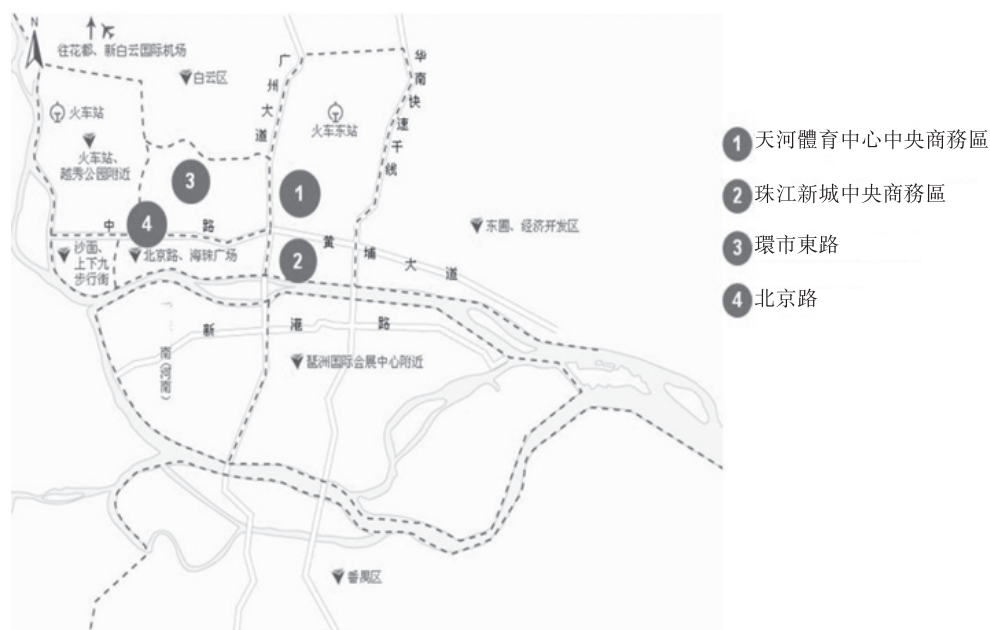 N
往花都、新白云国际机场
白云区
广州大道
华南快速干线
火车站
火车东站
火车站、
越秀公园附近
3
1
4
中
路
2
黄埔大道
东圃、经济开发区
沙面、
上下九
步行街
北京路、海珠广场
新
港
路
南(河南)
琶洲国际会展中心附近
番禺区
1 天河體育中心中央商務區
2 珠江新城中央商務區
3 環市東路
4 北京路